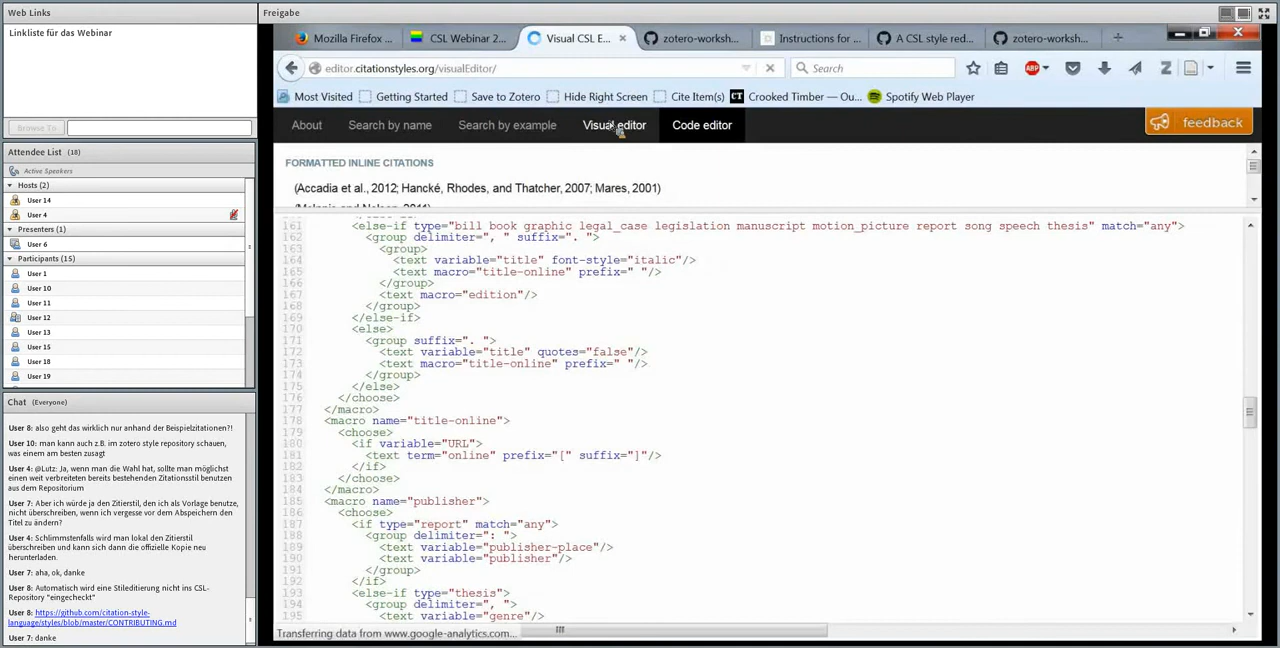 Web Links
Linkliste für das Webinar
Browse To
Attendee List (18)
Active Speakers
Hosts (2)
User 14
User 4
Presenters (1)
User 6
Participants (15)
User 1
User 10
User 11
User 12
User 13
User 15
User 18
User 19
Chat (Everyone)
User 8: also geht das wirklich nur anhand der Beispielzitationen?!
User 10: man kann auch z.B. im zotero style repository schauen,
was einem am besten zusagt
User 4: @Lutz: Ja, wenn man die Wahl hat, sollte man möglichst
einen weit verbreiteten bereits bestehenden Zitationsstil benutzen
aus dem Repositorium
User 7: Aber ich würde ja den Zitierstil, den ich als Vorlage benutze,
nicht überschreiben, wenn ich vergesse vor dem Abspeichern den
Titel zu ändern?
User 4: Schlimmstenfalls wird man lokal den Zitierstil
überschreiben und kann sich dann die offizielle Kopie neu
herunterladen.
User 7: aha, ok, danke
User 8: Automatisch wird eine Stileditierung nicht ins CSL-
Repository "eingecheckt"
User 8: https://github.com/citation-style-
language/styles/blob/master/CONTRIBUTING.md
User 7: danke
Freigabe
Mozilla Firefox ...
CSL Webinar 2...
Visual CSL E...
zotero-worksh...
Instructions for ...
A CSL style red...
zotero-worksh...
editor.citationstyles.org/visualEditor/
Search
Most Visited
Getting Started
Save to Zotero
Hide Right Screen
Cite Item(s)
CT Crooked Timber — Ou...
Spotify Web Player
About
Search by name
Search by example
Visual editor
Code editor
feedback
FORMATTED INLINE CITATIONS
(Accadia et al., 2012; Hancké, Rhodes, and Thatcher, 2007; Mares, 2001)
161 <else-if type="bill book graphic legal_case legislation manuscript motion_picture report song speech thesis" match="any">
162 <group delimiter=", " suffix=". ">
163 <group>
164 <text variable="title" font-style="italic"/>
165 <text macro="title-online" prefix=" "/>
166 </group>
167 <text macro="edition"/>
168 </group>
169 </else-if>
170 <else>
171 <group suffix=". ">
172 <text variable="title" quotes="false"/>
173 <text macro="title-online" prefix=" "/>
174 </group>
175 </else>
176 </choose>
177 </macro>
178 <macro name="title-online">
179 <choose>
180 <if variable="URL">
181 <text term="online" prefix="[" suffix="]"/>
182 </if>
183 </choose>
184 </macro>
185 <macro name="publisher">
186 <choose>
187 <if type="report" match="any">
188 <group delimiter=": ">
189 <text variable="publisher-place"/>
190 <text variable="publisher"/>
191 </group>
192 </if>
193 <else-if type="thesis">
194 <group delimiter=", ">
195 <text variable="genre"/>
Transferring data from www.google-analytics.com...